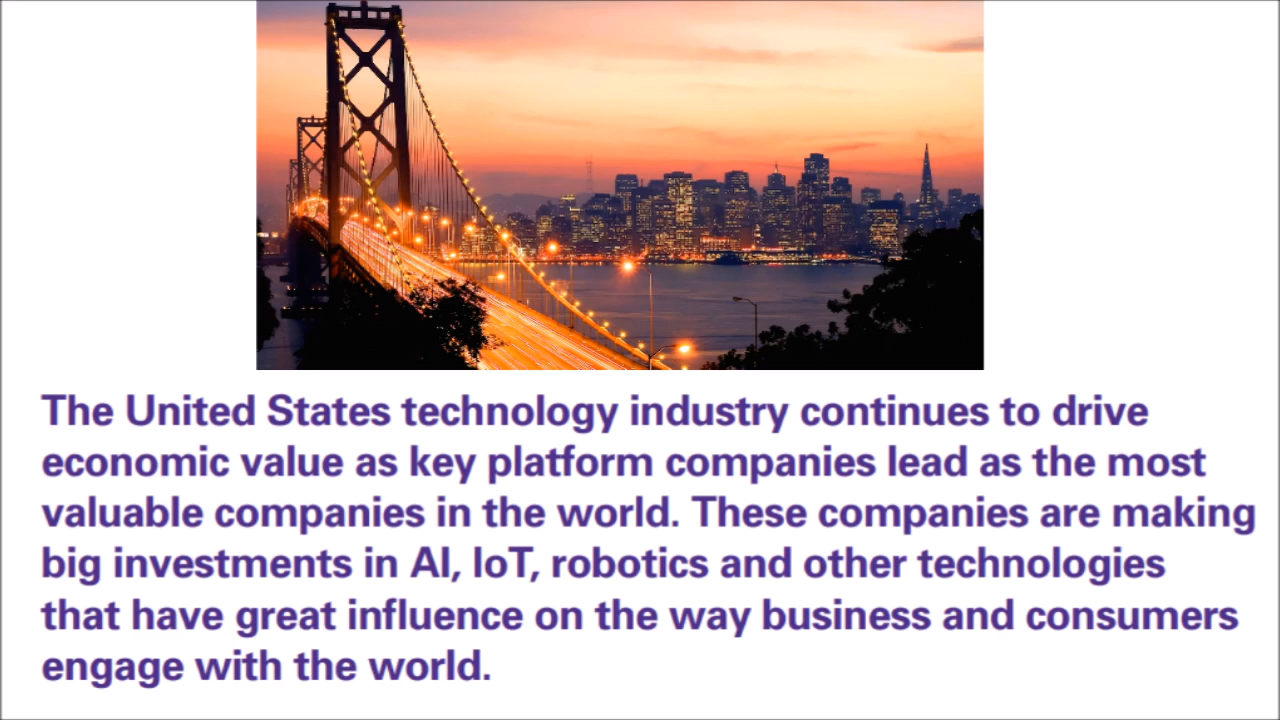 The United States technology industry continues to drive
economic value as key platform companies lead as the most
valuable companies in the world. These companies are making
big investments in AI, IoT, robotics and other technologies
that have great influence on the way business and consumers
engage with the world.